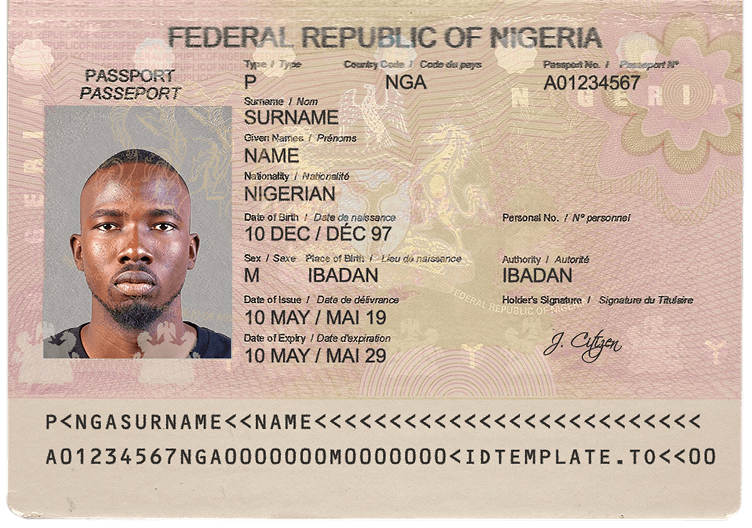 FEDERAL REPUBLIC OF NIGERIA
PASSPORT
PASSEPORT
Type / Type Country Code / Code du pays Passport No. / Passeport N°
P NGA A01234567
Surname / Nom
SURNAME
Given Names / Prénoms
NAME
Nationality / Nationalité
NIGERIAN
Date of Birth / Date de naissance Personal No. / N° personnel
10 DEC / DÉC 97
Sex / Sexe Place of Birth / Lieu de naissance Authority / Autorité
M IBADAN IBADAN
Date of Issue / Date de délivrance Holder's Signature / Signature du Titulaire
10 MAY / MAI 19
J. Citizen
Date of Expiry / Date d'expiration
10 MAY / MAI 29
NIGERIA
FEDERAL REPUBLIC OF NIGERIA
P<NGASURNAME<<NAME<<<<<<<<<<<<<<<<<<<<<<<<<<
A01234567NGA0000000M0000000<IDTEMPLATE.TO<<00